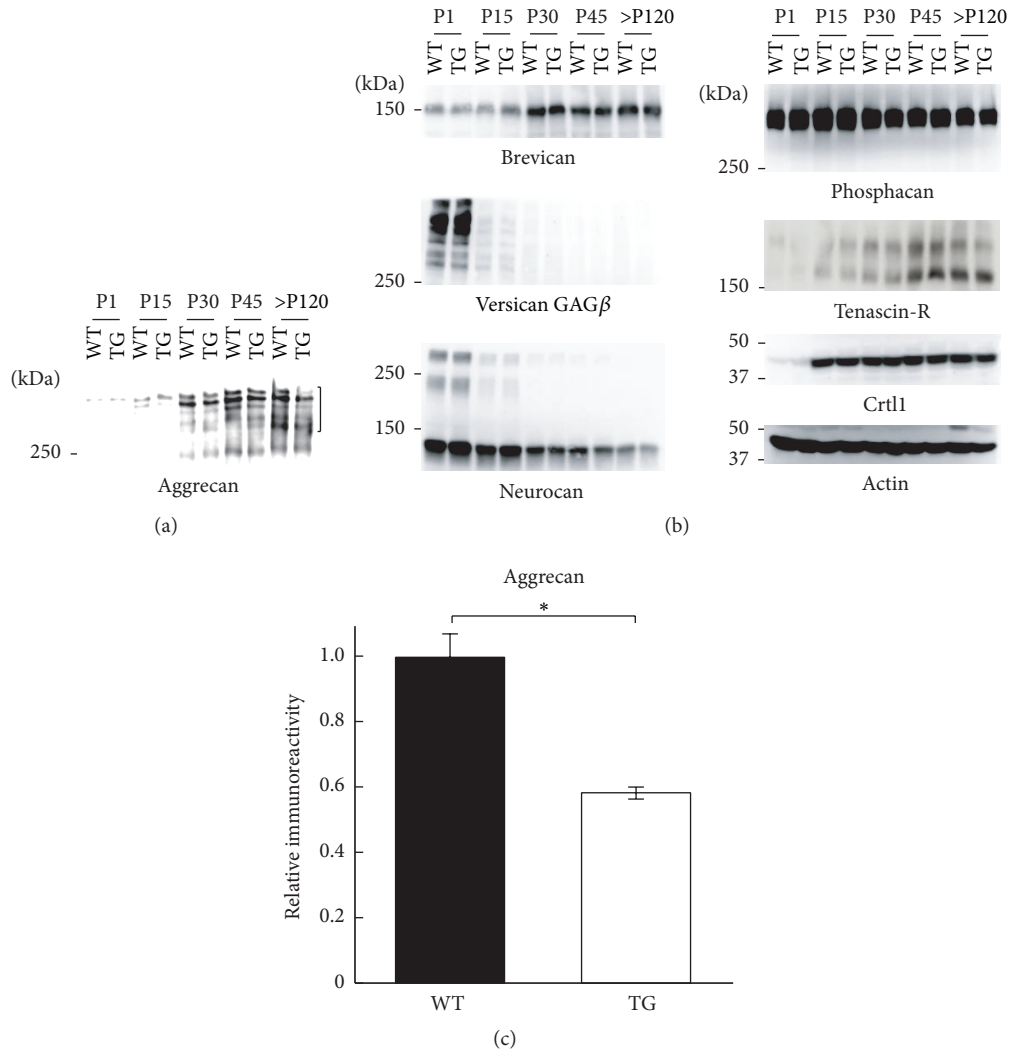 P1 P15 P30 P45 >P120
WT TG WT TG WT TG WT TG WT TG
(kDa)
250
Aggrecan
(a)
P1 P15 P30 P45 >P120
WT TG WT TG WT TG WT TG WT TG
(kDa)
150
Brevican
250
Versican GAGβ
250
150
Neurocan
P1 P15 P30 P45 >P120
WT TG WT TG WT TG WT TG WT TG
(kDa)
250
Phosphacan
150
Tenascin-R
50
37
Crtl1
50
37
Actin
(b)
Aggrecan
*
Relative immunoreactivity
1.0
0.8
0.6
0.4
0.2
0
WT TG
(c)